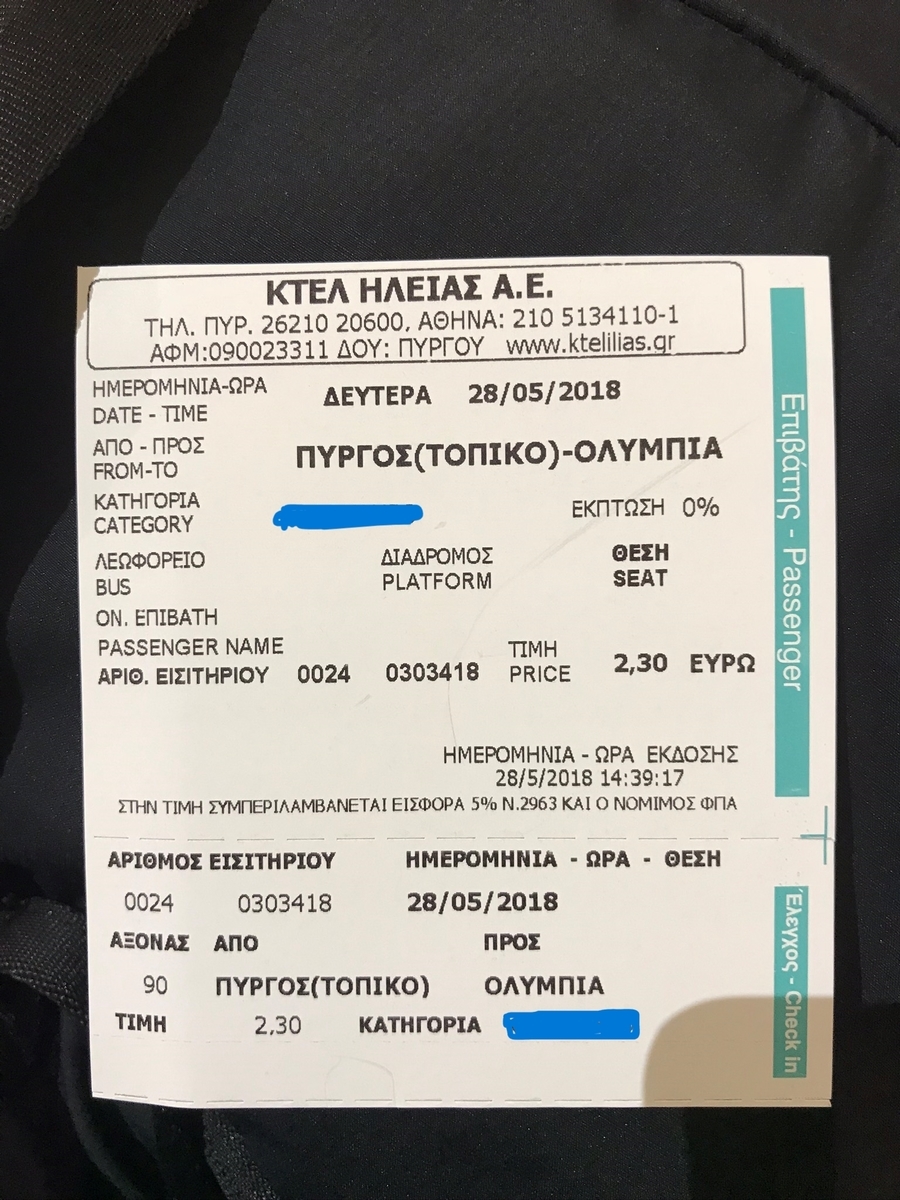 ΚΤΕΛ ΗΛΕΙΑΣ Α.Ε.
ΤΗΛ. ΠΥΡ. 26210 20600, ΑΘΗΝΑ: 210 5134110-1
ΑΦΜ:090023311 ΔΟΥ: ΠΥΡΓΟΥ www.ktelilias.gr
ΗΜΕΡΟΜΗΝΙΑ-ΩΡΑ
DATE - TIME
ΔΕΥΤΕΡΑ 28/05/2018
ΑΠΟ - ΠΡΟΣ
FROM-TO
ΠΥΡΓΟΣ(ΤΟΠΙΚΟ)-ΟΛΥΜΠΙΑ
ΚΑΤΗΓΟΡΙΑ
CATEGORY
ΕΚΠΤΩΣΗ 0%
ΛΕΩΦΟΡΕΙΟ
BUS
ΔΙΑΔΡΟΜΟΣ
PLATFORM
ΘΕΣΗ
SEAT
ΟΝ. ΕΠΙΒΑΤΗ
PASSENGER NAME
ΑΡΙΘ. ΕΙΣΙΤΗΡΙΟΥ 0024 0303418
ΤΙΜΗ
PRICE
2,30 ΕΥΡΩ
ΗΜΕΡΟΜΗΝΙΑ - ΩΡΑ ΕΚΔΟΣΗΣ
28/5/2018 14:39:17
ΣΤΗΝ ΤΙΜΗ ΣΥΜΠΕΡΙΛΑΜΒΑΝΕΤΑΙ ΕΙΣΦΟΡΑ 5% Ν.2963 ΚΑΙ Ο ΝΟΜΙΜΟΣ ΦΠΑ
Επιβάτης - Passenger
ΑΡΙΘΜΟΣ ΕΙΣΙΤΗΡΙΟΥ ΗΜΕΡΟΜΗΝΙΑ - ΩΡΑ - ΘΕΣΗ
0024 0303418 28/05/2018
ΑΞΟΝΑΣ ΑΠΟ ΠΡΟΣ
90 ΠΥΡΓΟΣ(ΤΟΠΙΚΟ) ΟΛΥΜΠΙΑ
ΤΙΜΗ 2,30 ΚΑΤΗΓΟΡΙΑ
Έλεγχος - Check in